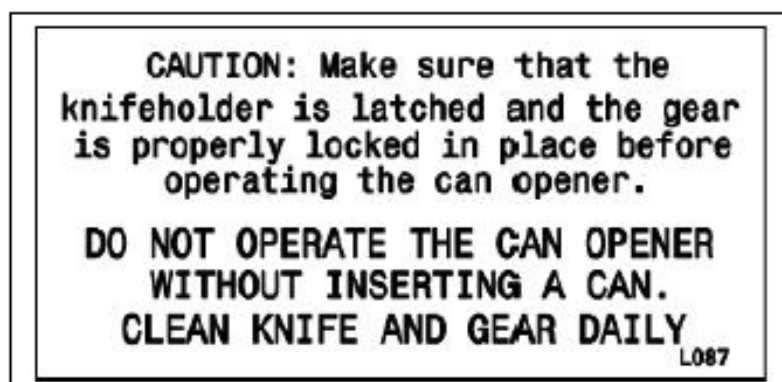 CAUTION: Make sure that the
knifeholder is latched and the gear
is properly locked in place before
operating the can opener.
DO NOT OPERATE THE CAN OPENER
WITHOUT INSERTING A CAN.
CLEAN KNIFE AND GEAR DAILY
L087